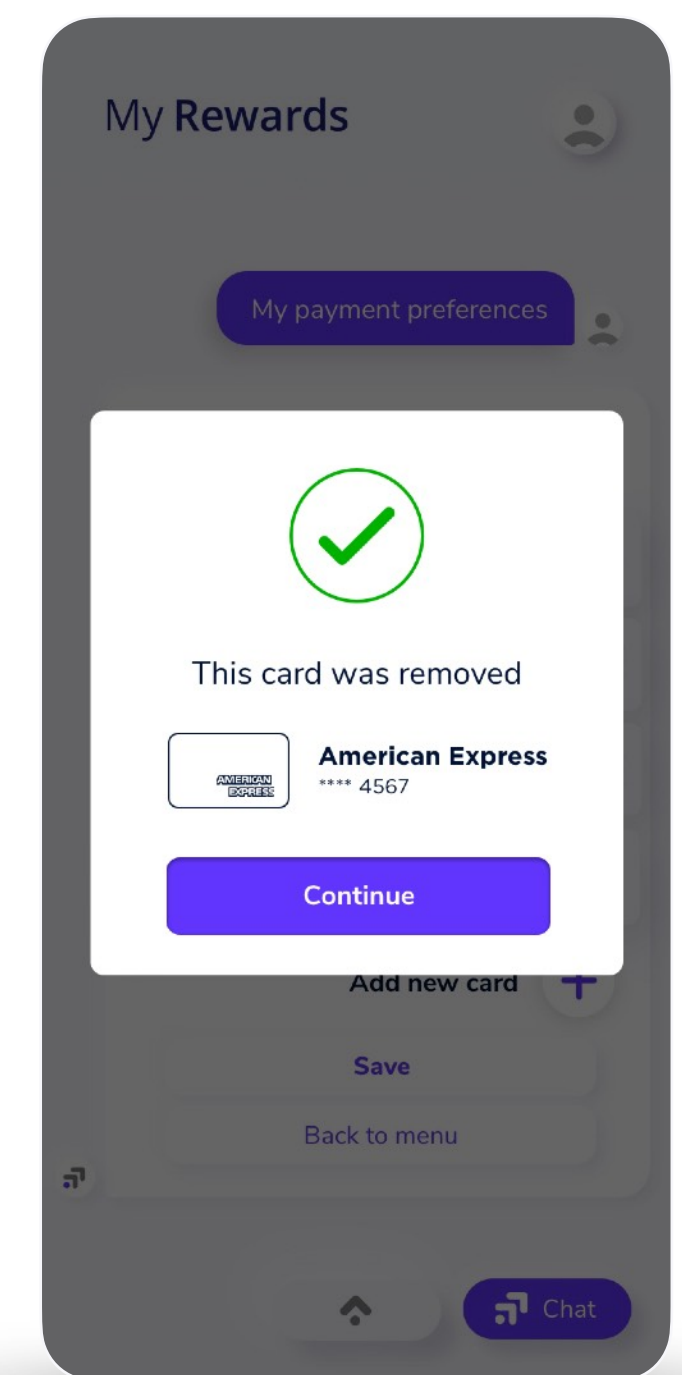 My Rewards
My payment preferences
This card was removed
AMERICAN
EXPRESS
American Express
**** 4567
Continue
Add new card
Save
Back to menu
Chat